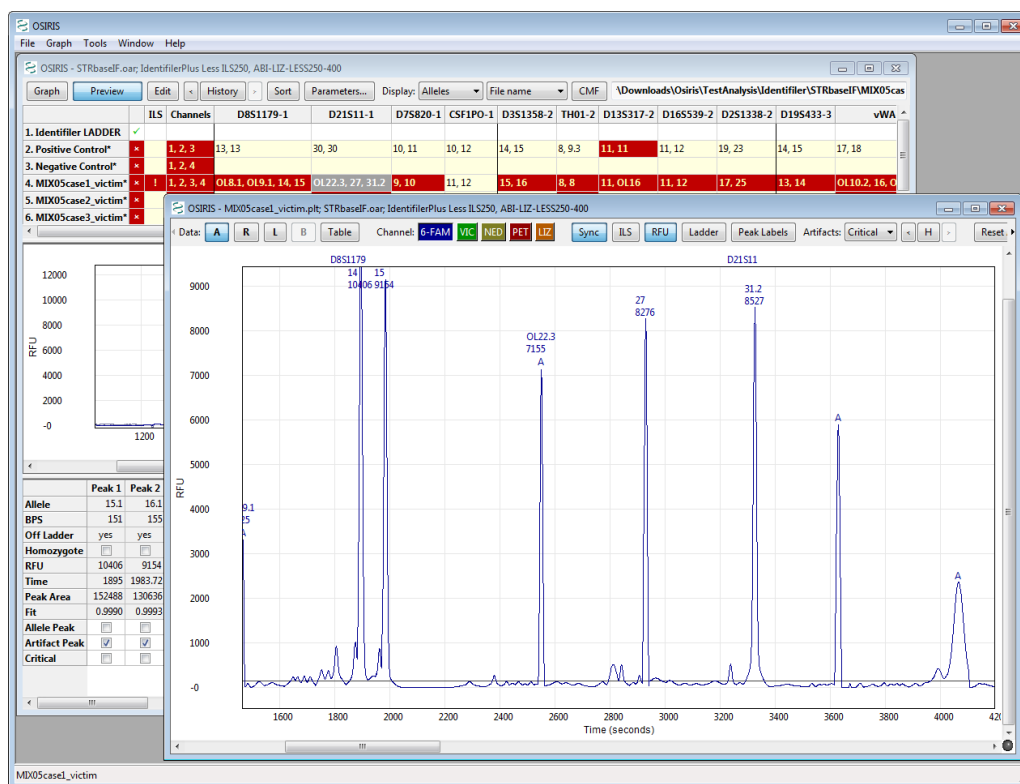 OSIRIS
File Graph Tools Window Help
OSIRIS - STRbaseIF.oar; IdentifilerPlus Less ILS250, ABI-LIZ-LESS250-400
Graph Preview Edit History Sort Parameters... Display: Alleles File name CMF \Downloads\Osiris\TestAnalysis\Identifiler\STRbaseIF\MIX05cas
ILS Channels D8S1179-1 D21S11-1 D7S820-1 CSF1PO-1 D3S1358-2 TH01-2 D13S317-2 D16S539-2 D2S1338-2 D19S433-3 vWA
1. Identifiler LADDER
2. Positive Control* 1, 2, 3 13, 13 30, 30 10, 11 10, 12 14, 15 8, 9.3 11, 11 11, 12 19, 23 14, 15 17, 18
3. Negative Control* 1, 2, 4
4. MIX05case1_victim* ! 1, 2, 3, 4 OL8.1, OL9.1, 14, 15 OL22.3, 27, 31.2 9, 10 11, 12 15, 16 8, 8 11, OL16 11, 12 17, 25 13, 14 OL10.2, 16, O
5. MIX05case2_victim*
6. MIX05case3_victim*
OSIRIS - MIX05case1_victim.plt; STRbaseIF.oar; IdentifilerPlus Less ILS250, ABI-LIZ-LESS250-400
Data: A R L B Table Channel: 6-FAM VIC NED PET LIZ Sync ILS RFU Ladder Peak Labels Artifacts: Critical H Reset
D8S1179 D21S11
14 15
10406 9154
31.2
8527
27
8276
OL22.3
7155
A
A
9.1
A
A
9000
8000
7000
6000
5000
4000
3000
2000
1000
-0
RFU
1600 1800 2000 2200 2400 2600 2800 3000 3200 3400 3600 3800 4000 420
Time (seconds)
12000
10000
8000
6000
4000
2000
-0
RFU
1200
Peak 1 Peak 2
Allele 15.1 16.1
BPS 151 155
Off Ladder yes yes
Homozygote
RFU 10406 9154
Time 1895 1983.72
Peak Area 152488 130636
Fit 0.9990 0.9993
Allele Peak
Artifact Peak
Critical
MIX05case1_victim